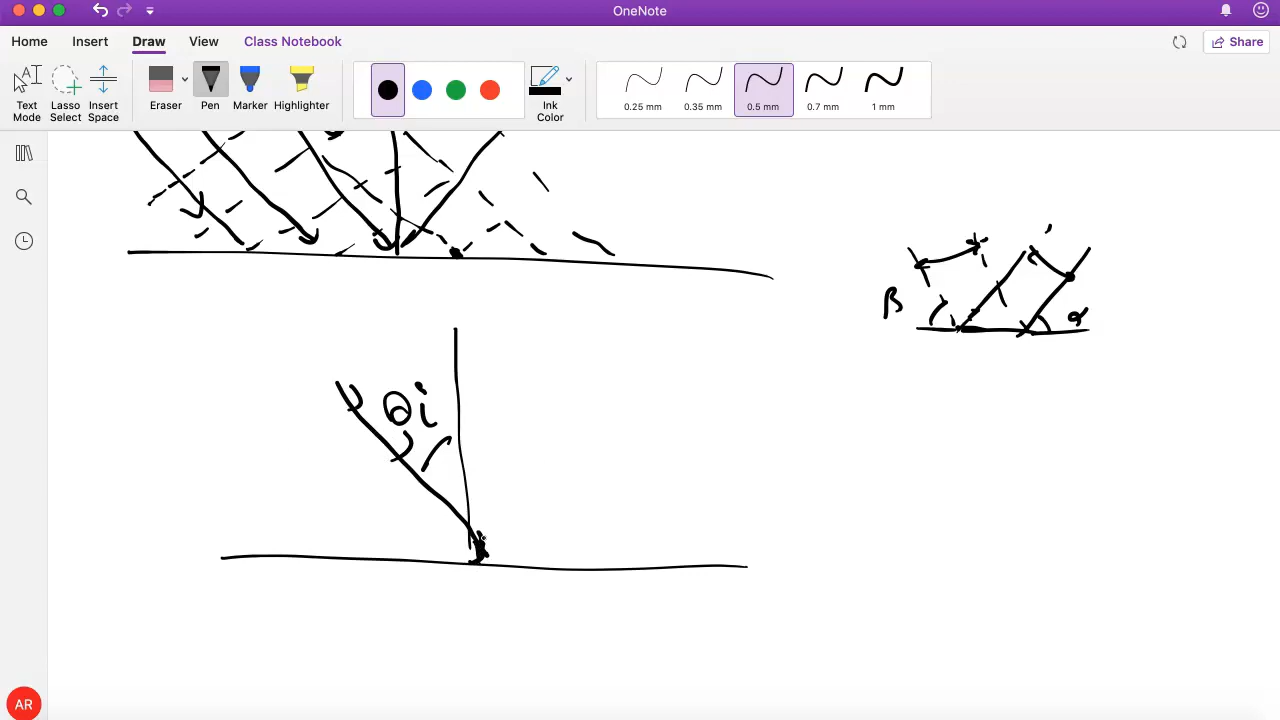 OneNote
Home Insert Draw View Class Notebook Share
Text Mode Lasso Select Insert Space Eraser Pen Marker Highlighter Ink Color 0.25 mm 0.35 mm 0.5 mm 0.7 mm 1 mm
β α
θi
AR